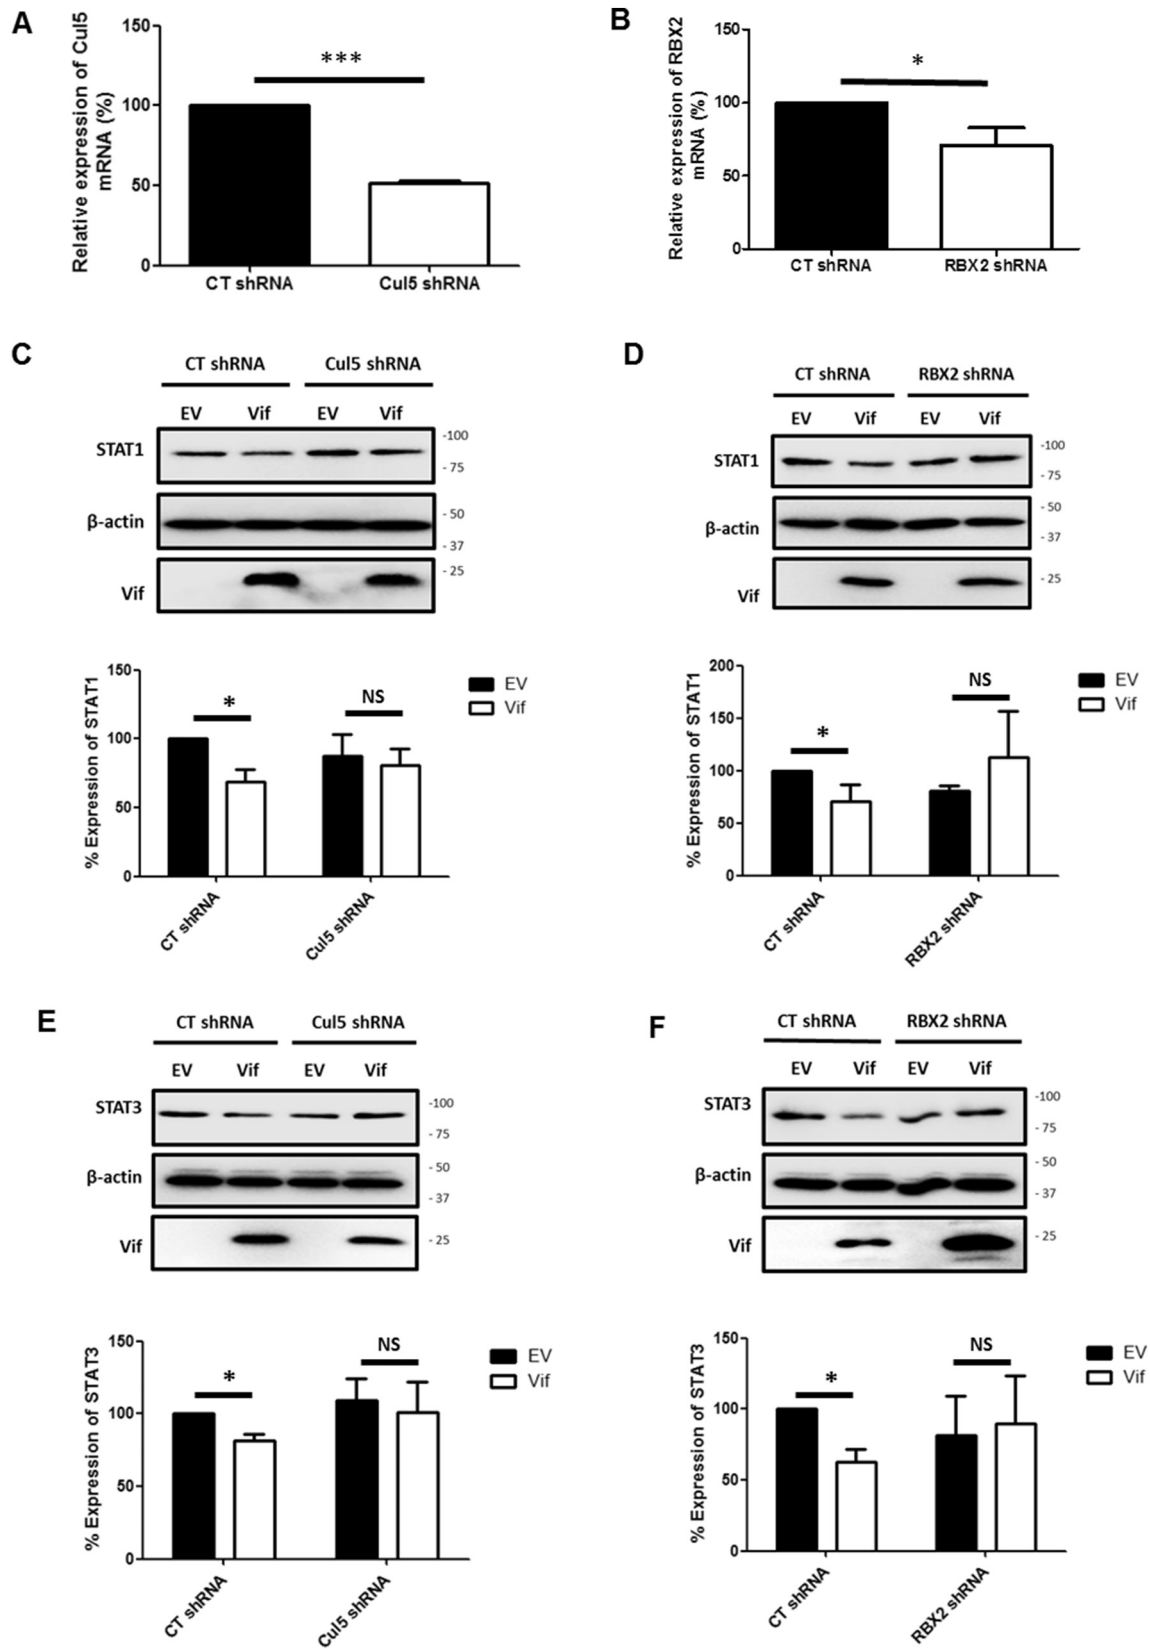 A
Relative expression of Cul5
mRNA (%)
150
100
50
0
***
CT shRNA
Cul5 shRNA
B
Relative expression of RBX2
mRNA (%)
150
100
50
0
*
CT shRNA
RBX2 shRNA
C
CT shRNA
Cul5 shRNA
EV
Vif
EV
Vif
STAT1
-100
- 75
β-actin
- 50
- 37
Vif
- 25
% Expression of STAT1
150
100
50
0
*
NS
EV
Vif
CT shRNA
Cul5 shRNA
D
CT shRNA
RBX2 shRNA
EV
Vif
EV
Vif
STAT1
-100
- 75
β-actin
- 50
- 37
Vif
- 25
% Expression of STAT1
200
150
100
50
0
*
NS
EV
Vif
CT shRNA
RBX2 shRNA
E
CT shRNA
Cul5 shRNA
EV
Vif
EV
Vif
STAT3
-100
- 75
β-actin
- 50
- 37
Vif
- 25
% Expression of STAT3
150
100
50
0
*
NS
EV
Vif
CT shRNA
Cul5 shRNA
F
CT shRNA
RBX2 shRNA
EV
Vif
EV
Vif
STAT3
-100
- 75
β-actin
- 50
- 37
Vif
- 25
% Expression of STAT3
150
100
50
0
*
NS
EV
Vif
CT shRNA
RBX2 shRNA